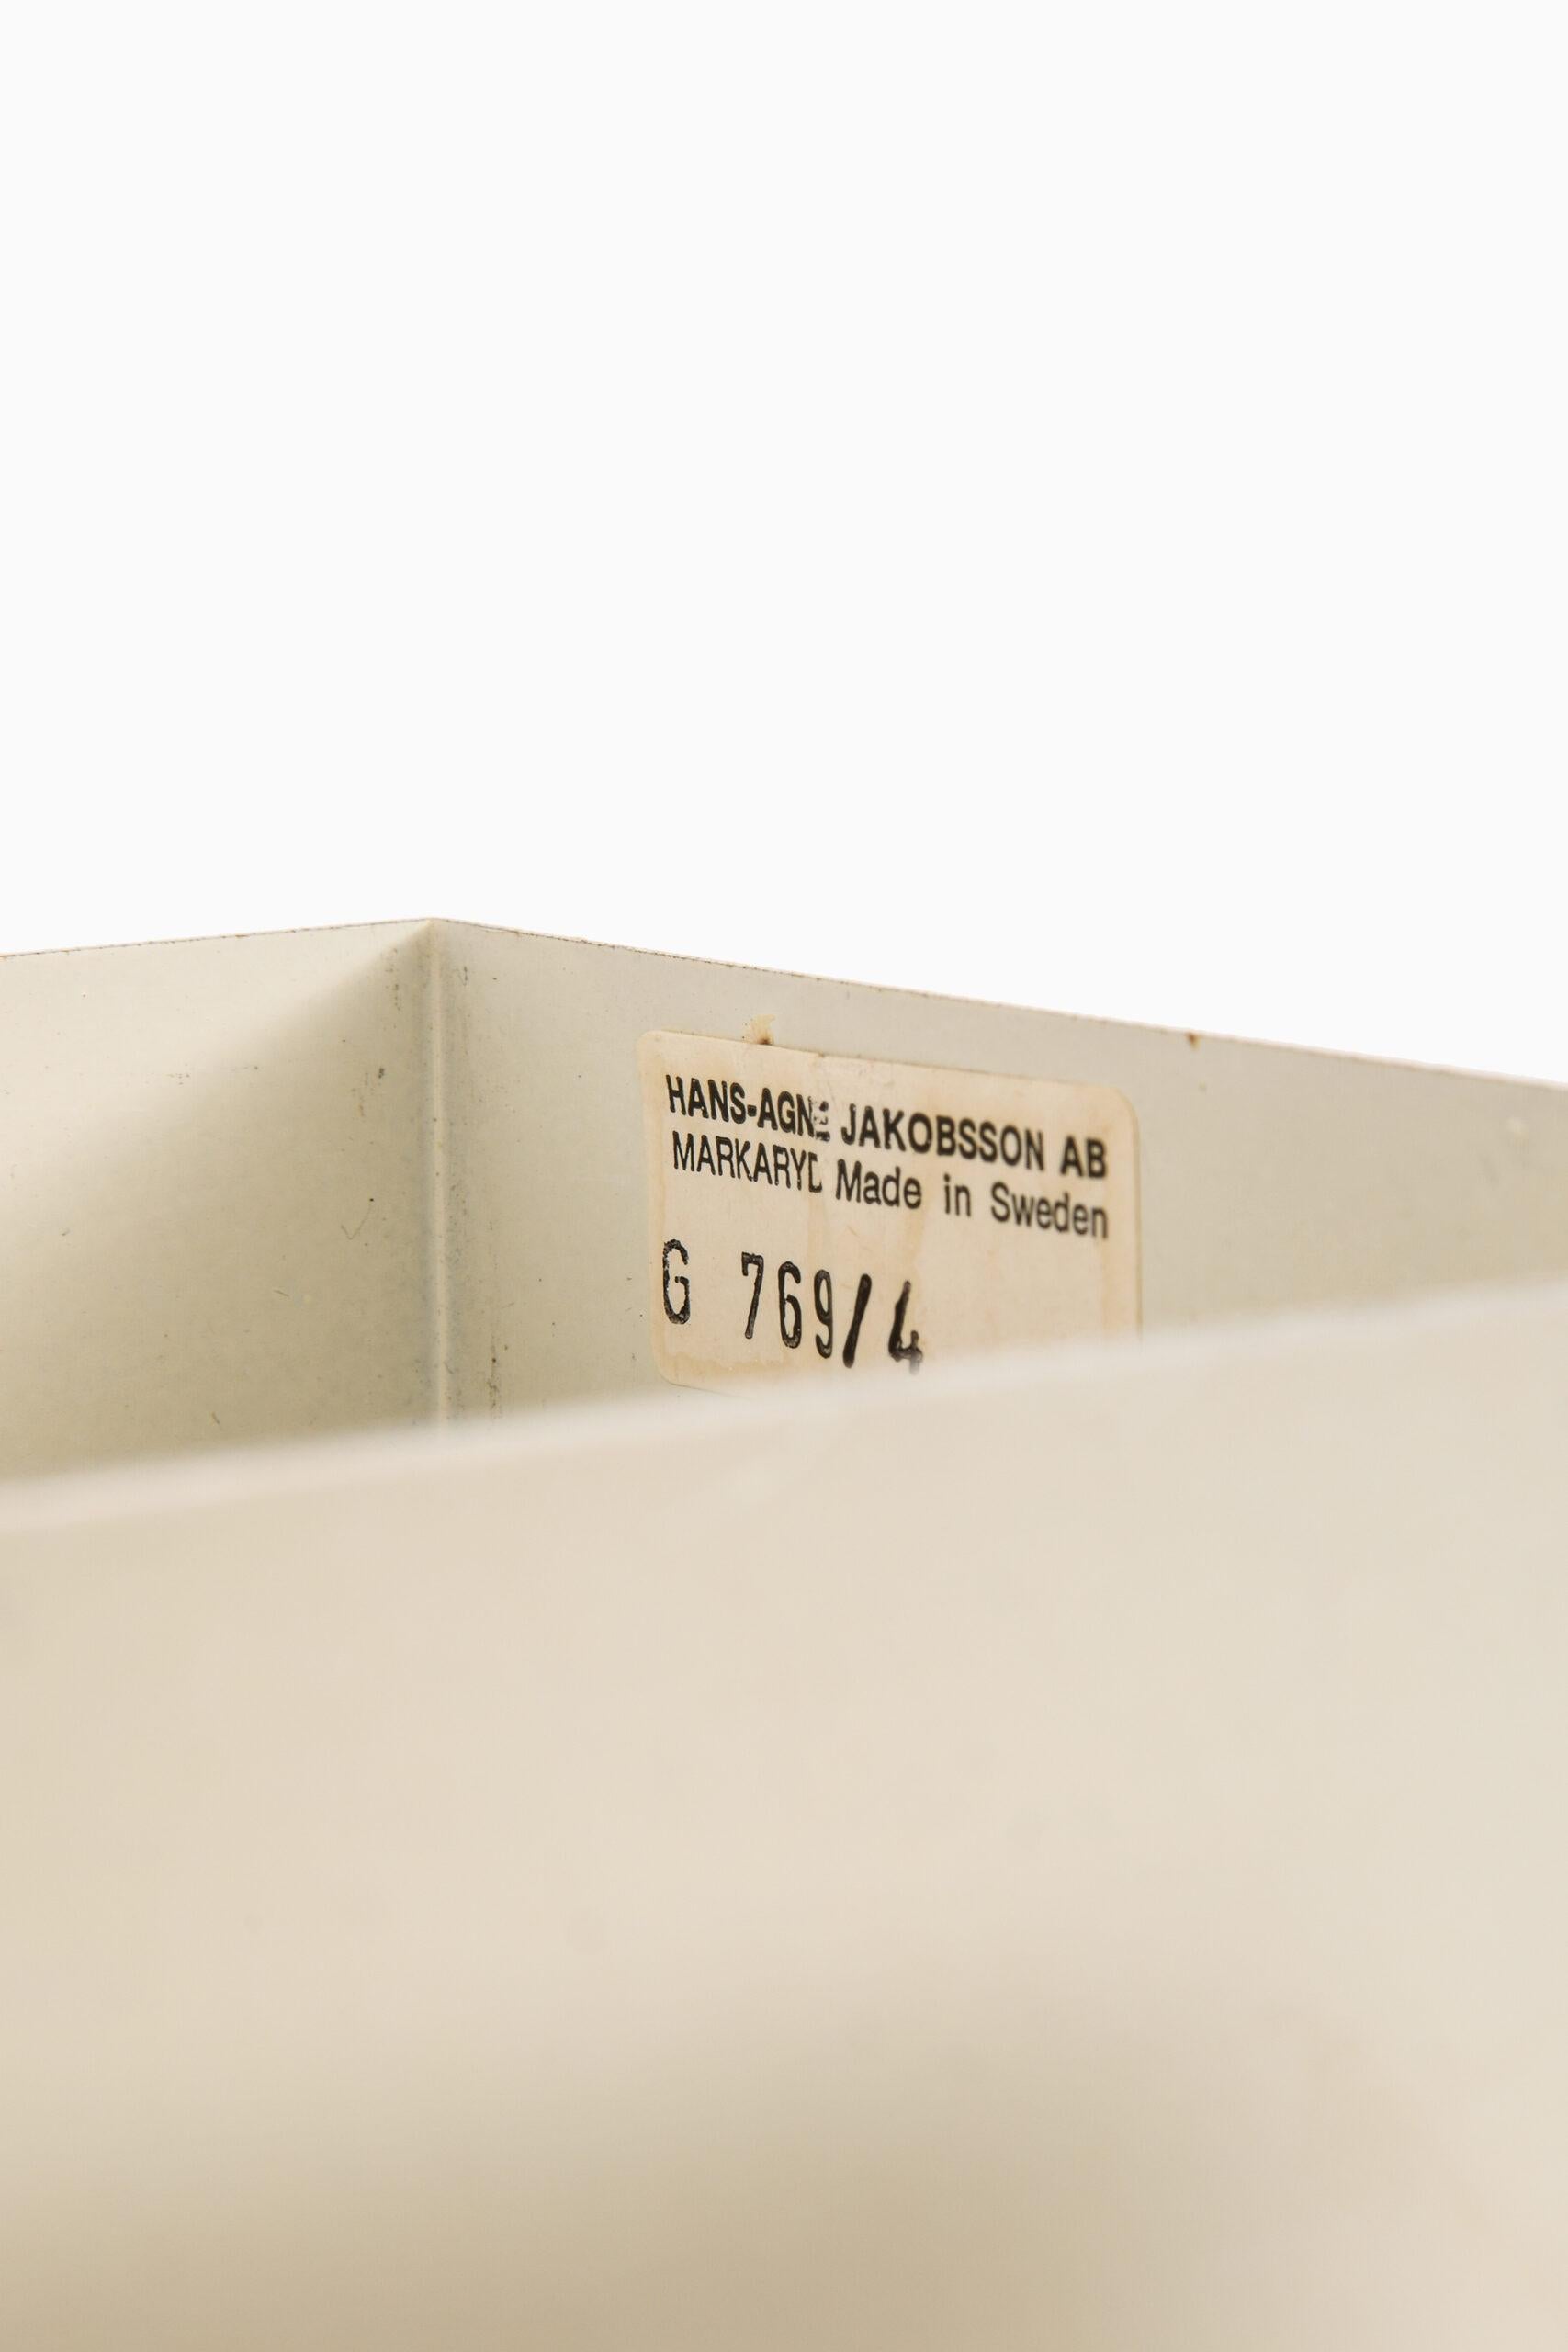 HANS-AGNE JAKOBSSON AB
MARKARYD Made in Sweden
G 769/4